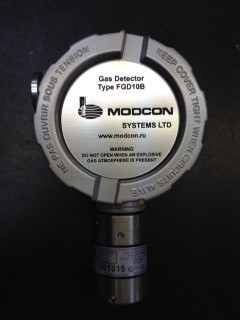 NE PAS OUVRIR SOUS TENSION
KEEP COVER TIGHT WHEN CIRCUITS ALIVE
Gas Detector
Type FGD10B
MODCON
SYSTEMS LTD
www.modcon.ru
WARNING
DO NOT OPEN WHEN AN EXPLOSIVE
GAS ATMOSPHERE IS PRESENT